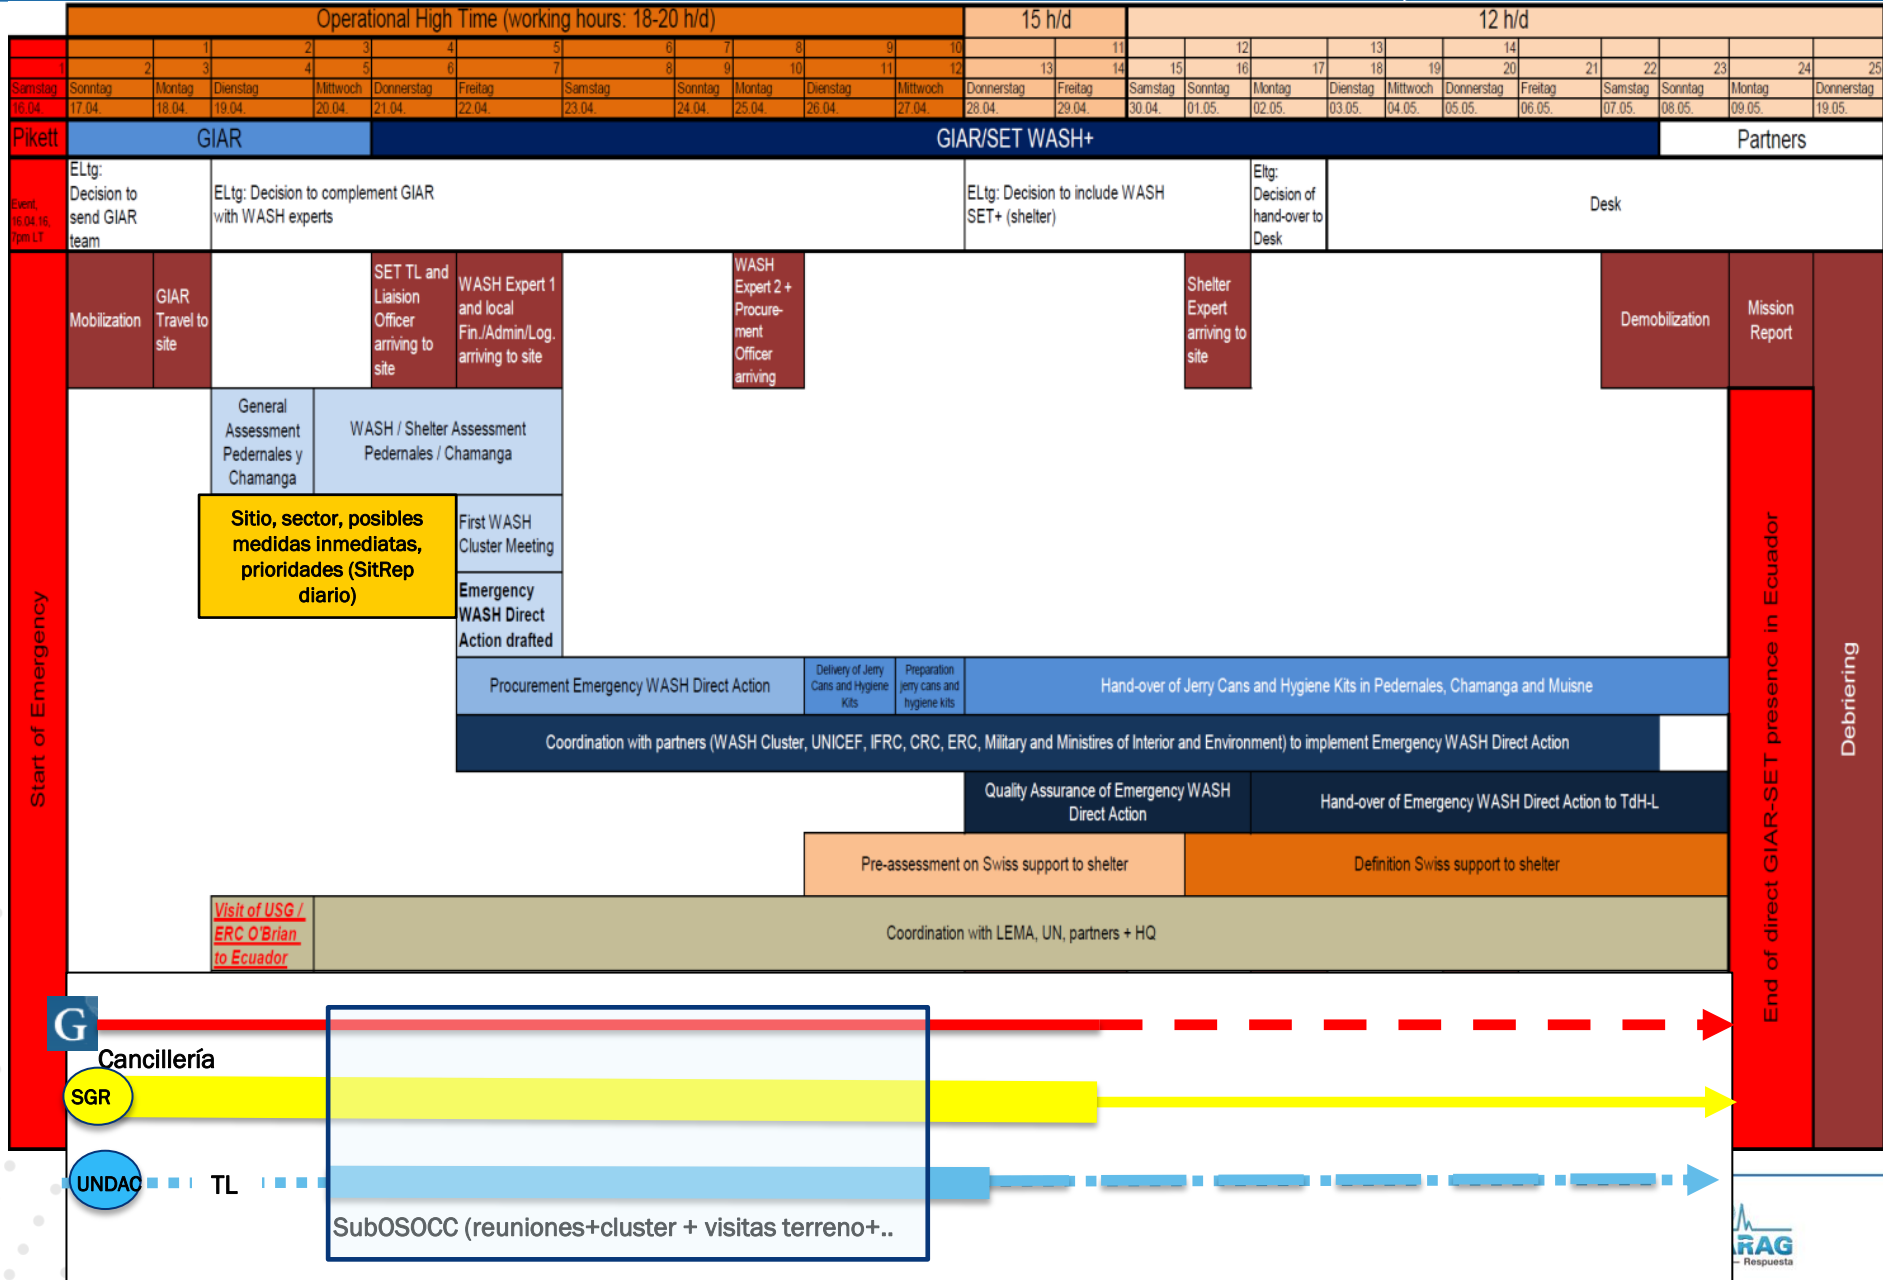 Operational High Time (working hours: 18-20 h/d) 15 h/d 12 h/d
1 2 3 4 5 6 7 8 9 10 11 12 13 14
1 2 3 4 5 6 7 8 9 10 11 12 13 14 15 16 17 18 19 20 21 22 23 24 25
Samstag Sonntag Montag Dienstag Mittwoch Donnerstag Freitag Samstag Sonntag Montag Dienstag Mittwoch Donnerstag Freitag Samstag Sonntag Montag Dienstag Mittwoch Donnerstag Freitag Samstag Sonntag Montag Donnerstag
16.04. 17.04. 18.04. 19.04. 20.04. 21.04. 22.04. 23.04. 24.04. 25.04. 26.04. 27.04. 28.04. 29.04. 30.04. 01.05. 02.05. 03.05. 04.05. 05.05. 06.05. 07.05. 08.05. 09.05. 19.05.
Pikett GIAR GIAR/SET WASH+ Partners
Event,
16.04.16,
7pm LT
ELtg:
Decision to
send GIAR
team
ELtg: Decision to complement GIAR
with WASH experts
ELtg: Decision to include WASH
SET+ (shelter)
Eltg:
Decision of
hand-over to
Desk
Desk
Start of Emergency
Mobilization
GIAR
Travel to
site
SET TL and
Liaision
Officer
arriving to
site
WASH Expert 1
and local
Fin./Admin/Log.
arriving to site
WASH
Expert 2 +
Procure-
ment
Officer
arriving
Shelter
Expert
arriving to
site
Demobilization
Mission
Report
General
Assessment
Pedernales y
Chamanga
WASH / Shelter Assessment
Pedernales / Chamanga
Sitio, sector, posibles
medidas inmediatas,
prioridades (SitRep
diario)
First WASH
Cluster Meeting
Emergency
WASH Direct
Action drafted
Procurement Emergency WASH Direct Action
Delivery of Jerry
Cans and Hygiene
Kits
Preparation
jerry cans and
hygiene kits
Hand-over of Jerry Cans and Hygiene Kits in Pedernales, Chamanga and Muisne
Coordination with partners (WASH Cluster, UNICEF, IFRC, CRC, ERC, Military and Ministires of Interior and Environment) to implement Emergency WASH Direct Action
Quality Assurance of Emergency WASH
Direct Action
Hand-over of Emergency WASH Direct Action to TdH-L
Pre-assessment on Swiss support to shelter
Definition Swiss support to shelter
Visit of USG /
ERC O'Brian
to Ecuador
Coordination with LEMA, UN, partners + HQ
End of direct GIAR-SET presence in Ecuador
Debriering
G
Cancillería
SGR
UNDAC
TL
SubOSOCC (reuniones+cluster + visitas terreno+..
RAG
– Respuesta